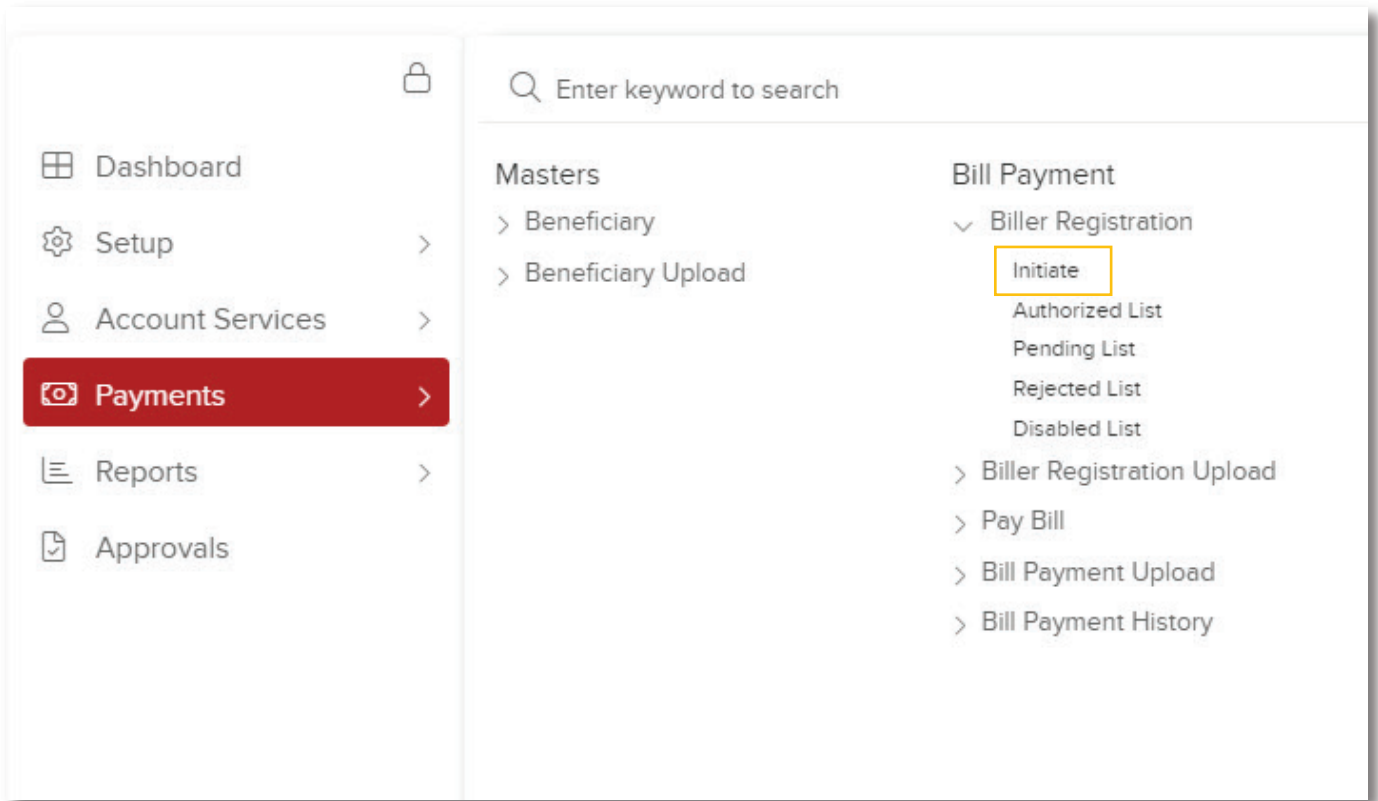 Dashboard
Setup
Account Services
Payments
Reports
Approvals
Enter keyword to search
Masters
Beneficiary
Beneficiary Upload
Bill Payment
Biller Registration
Initiate
Authorized List
Pending List
Rejected List
Disabled List
Biller Registration Upload
Pay Bill
Bill Payment Upload
Bill Payment History